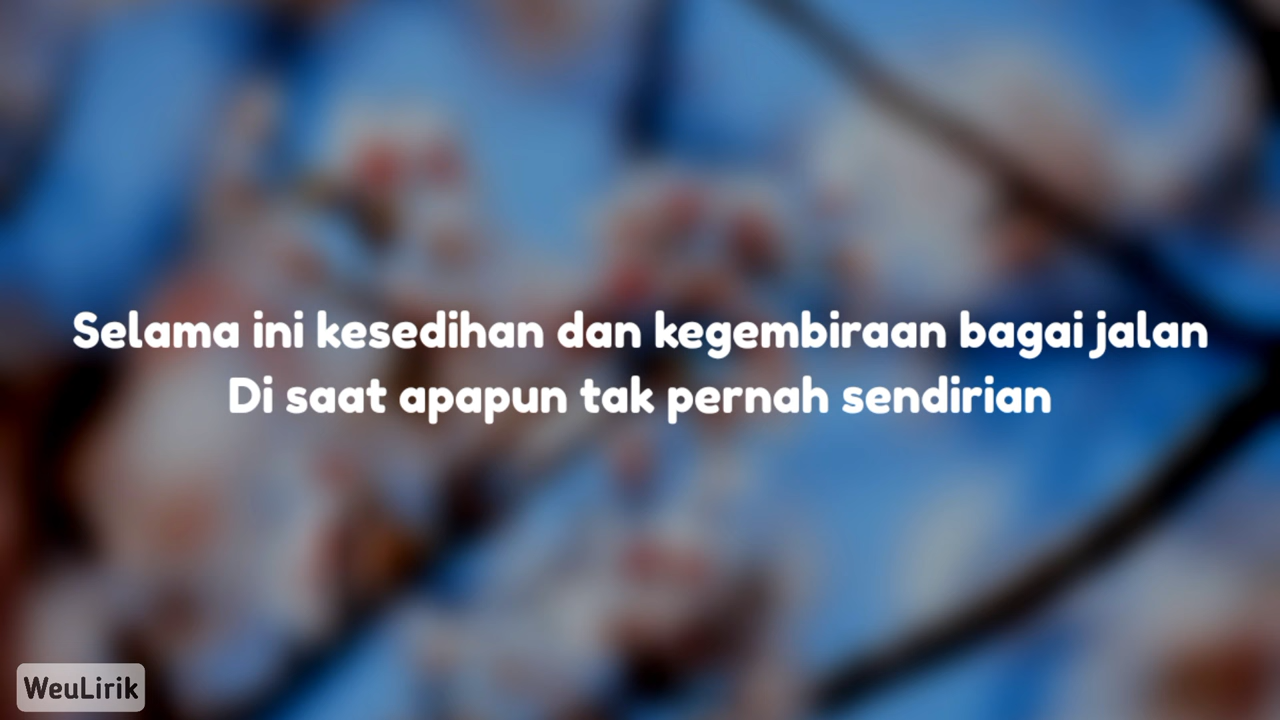 Selama ini kesedihan dan kegembiraan bagai jalan
Di saat apapun tak pernah sendirian
WeuLirik